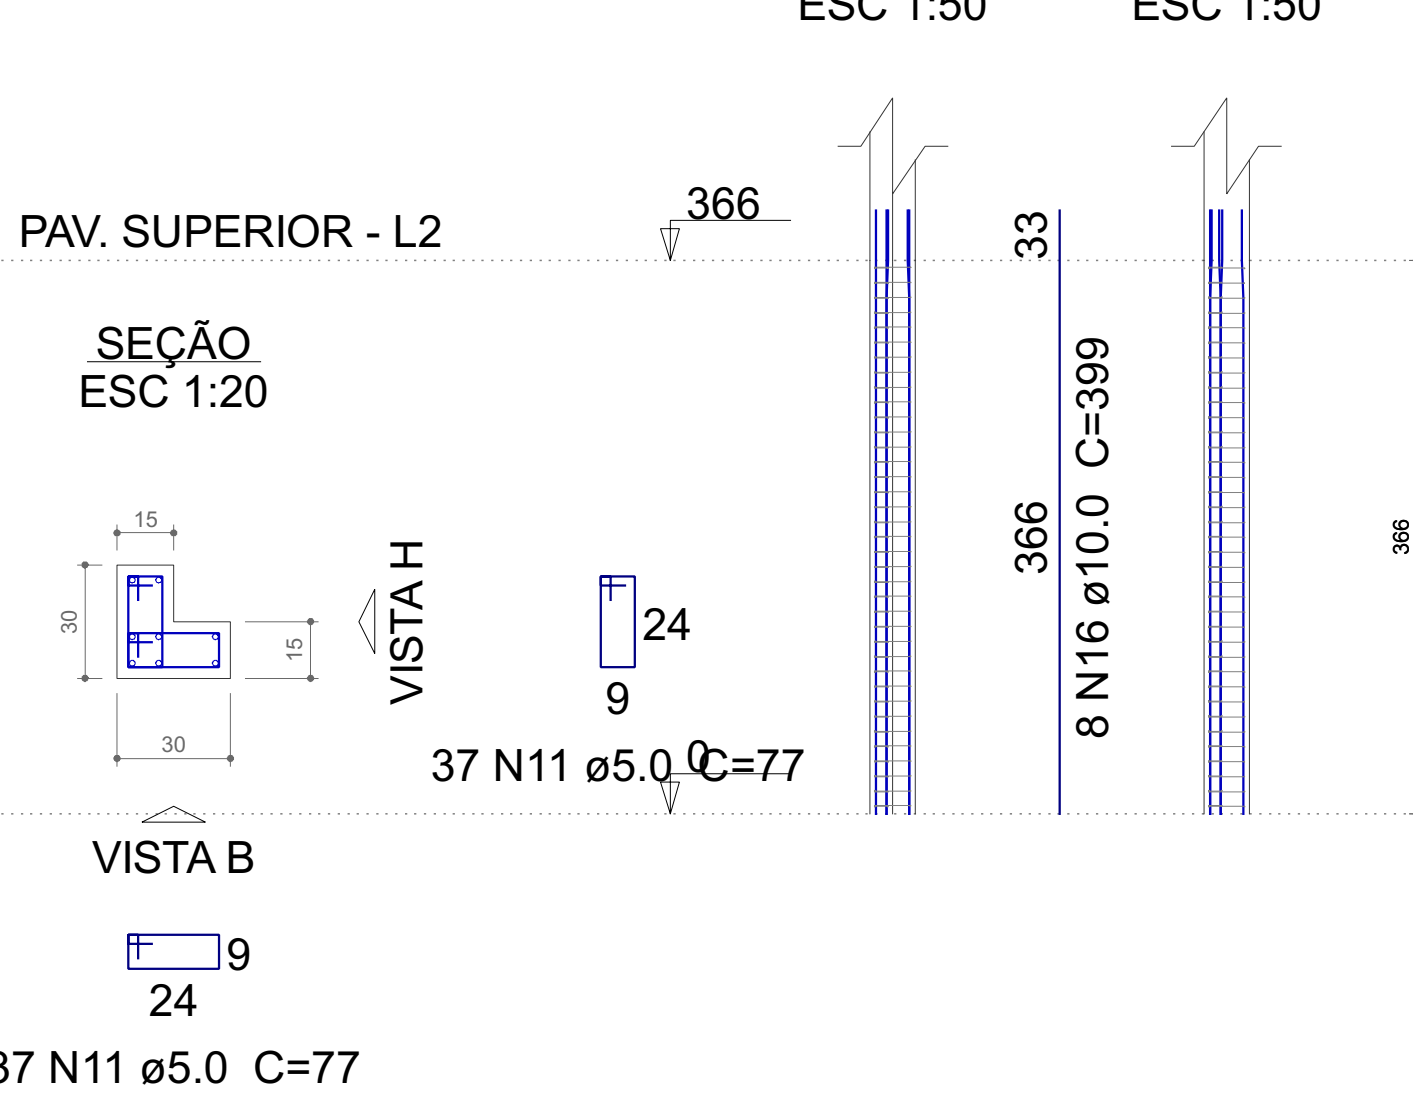 ESC 1:50
ESC 1:50
366
PAV. SUPERIOR - L2
33
SEÇÃO
ESC 1:20
8 N16 ø10.0 C=399
366
366
15
30
15
30
VISTA H
24
9
0
37 N11 ø5.0 C=77
VISTA B
9
24
37 N11 ø5.0 C=77